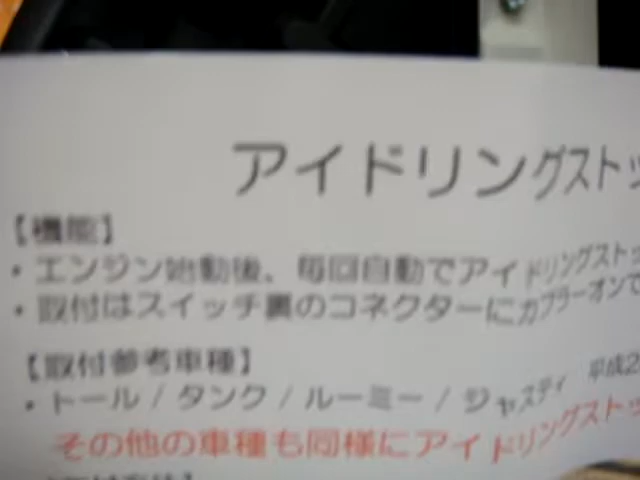 アイドリングストッ
【機能】
・エンジン始動後、毎回自動でアイドリングストッ
・取付はスイッチ裏のコネクターにカプラーオンで
【取付参考車種】
・トール / タンク / ルーミー / ジャスティ 平成2
その他の車種も同様にアイドリングストッ